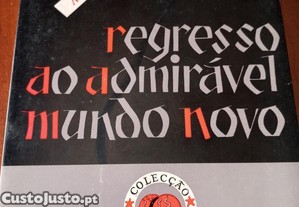 regresso
ao admirável
mundo novo
COLECÇÃO
CustoJusto.pt